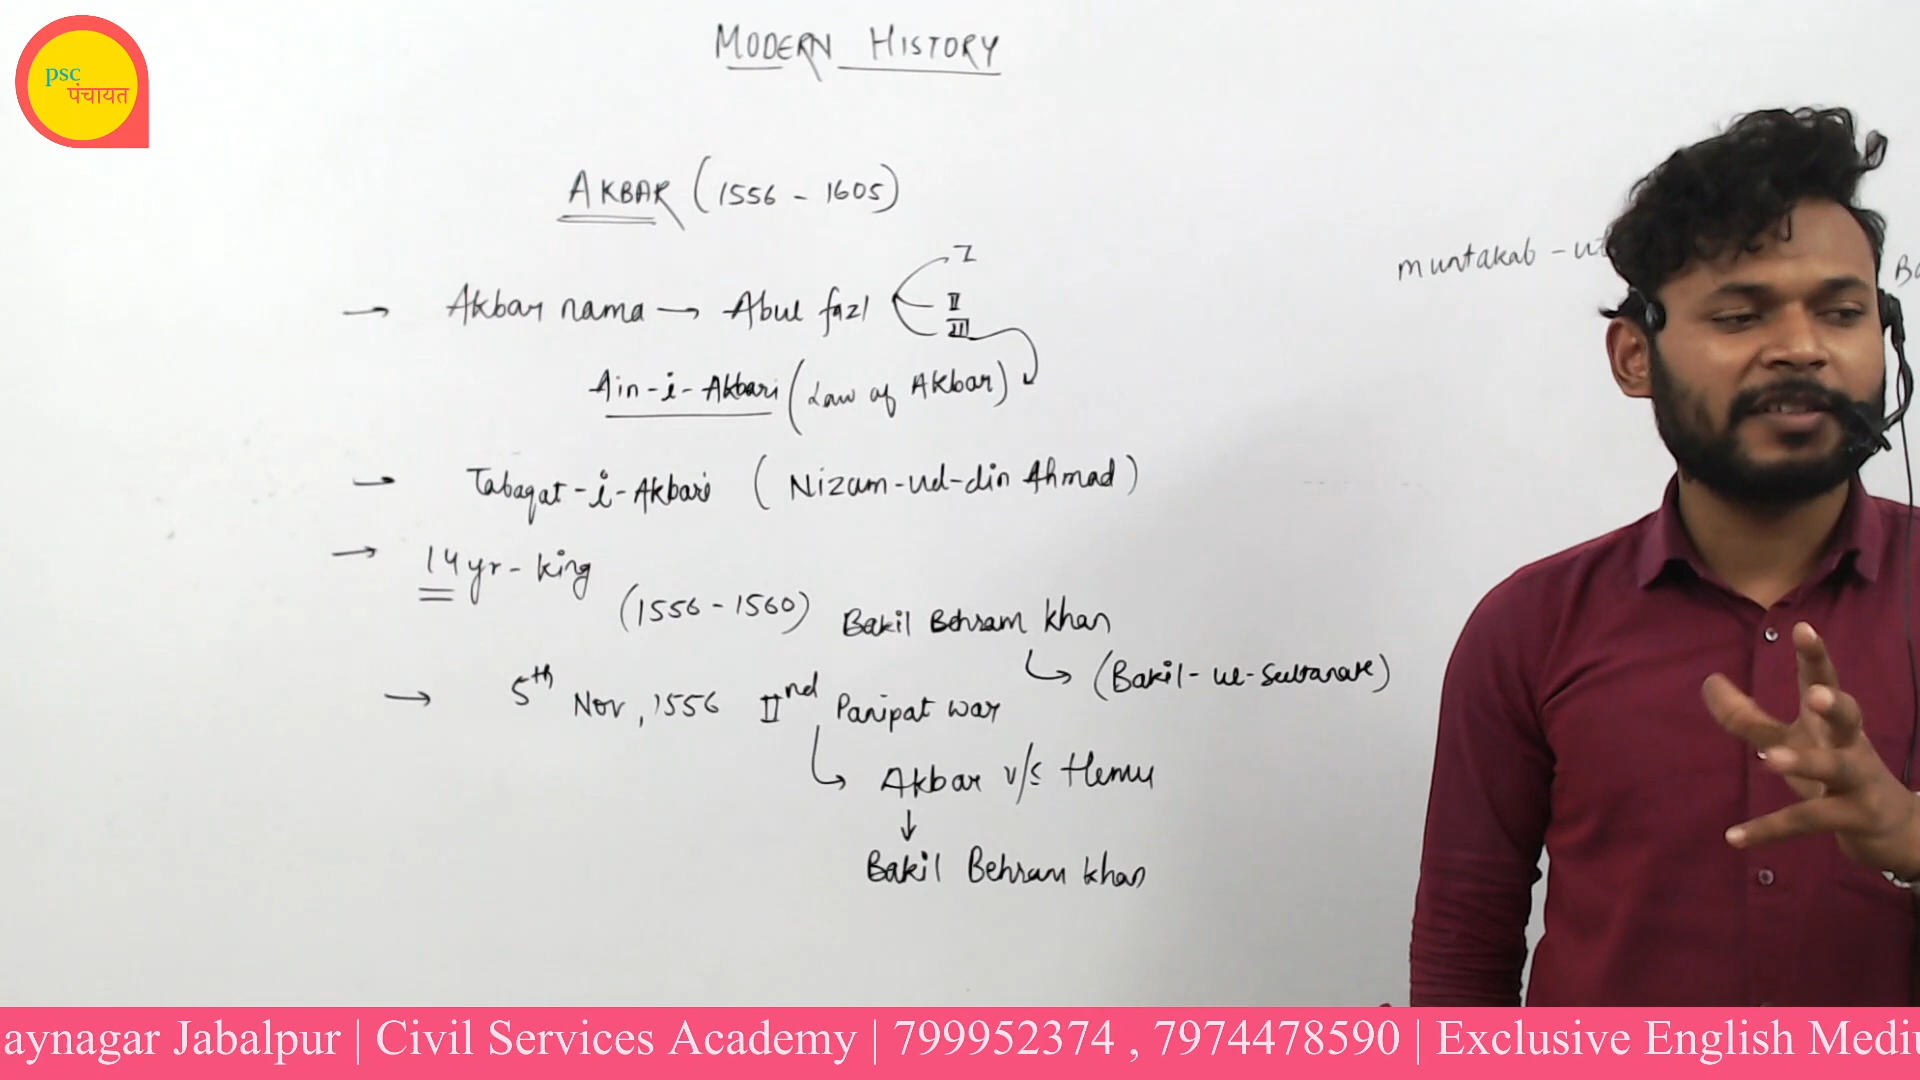 psc
पंचायत
MODERN HISTORY
AKBAR (1556 - 1605)
muntakab -
→ Akbar nama → Abul fazl I
II
III
Ain-i-Akbari (Law of Akbar)
→ Tabaqat-i-Akbari (Nizam-ud-din Ahmad)
→ 14 yr - king
(1556 - 1560) Bakil Behram Khan
(Bakil-ul-Sultanate)
→ 5th Nov, 1556 IInd Panipat war
Akbar v/s Hemu
↓
Bakil Behram Khan
aynagar Jabalpur | Civil Services Academy | 799952374 , 7974478590 | Exclusive English Mediu